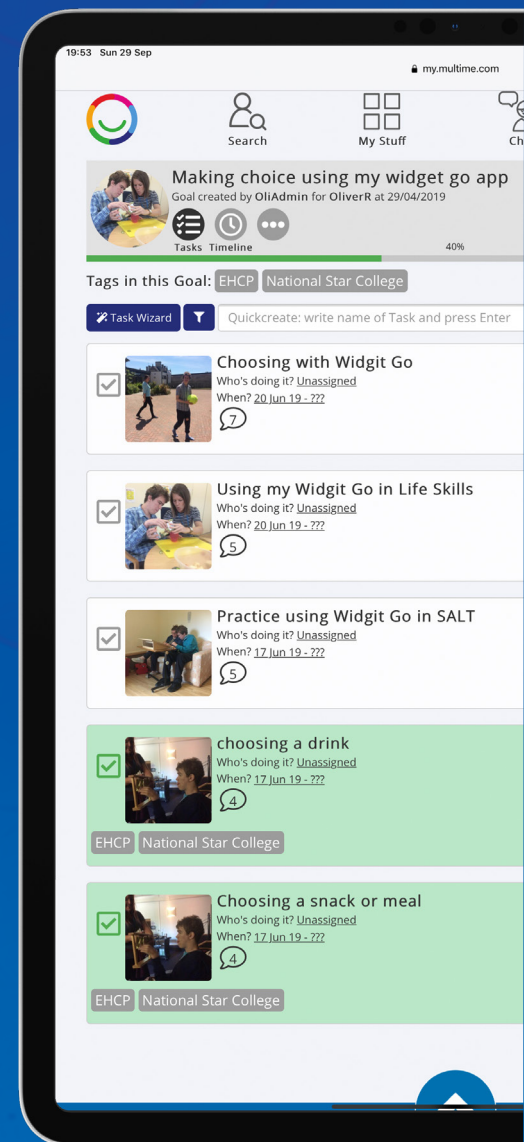 19:53 Sun 29 Sep
my.multime.com
Search
My Stuff
Making choice using my widget go app
Goal created by OliAdmin for OliverR at 29/04/2019
Tasks Timeline
40%
Tags in this Goal: EHCP National Star College
Task Wizard Quickcreate: write name of Task and press Enter
Choosing with Widgit Go
Who's doing it? Unassigned
When? 20 Jun 19 - ???
7
Using my Widgit Go in Life Skills
Who's doing it? Unassigned
When? 20 Jun 19 - ???
5
Practice using Widgit Go in SALT
Who's doing it? Unassigned
When? 17 Jun 19 - ???
5
choosing a drink
Who's doing it? Unassigned
When? 17 Jun 19 - ???
4
EHCP National Star College
Choosing a snack or meal
Who's doing it? Unassigned
When? 17 Jun 19 - ???
4
EHCP National Star College